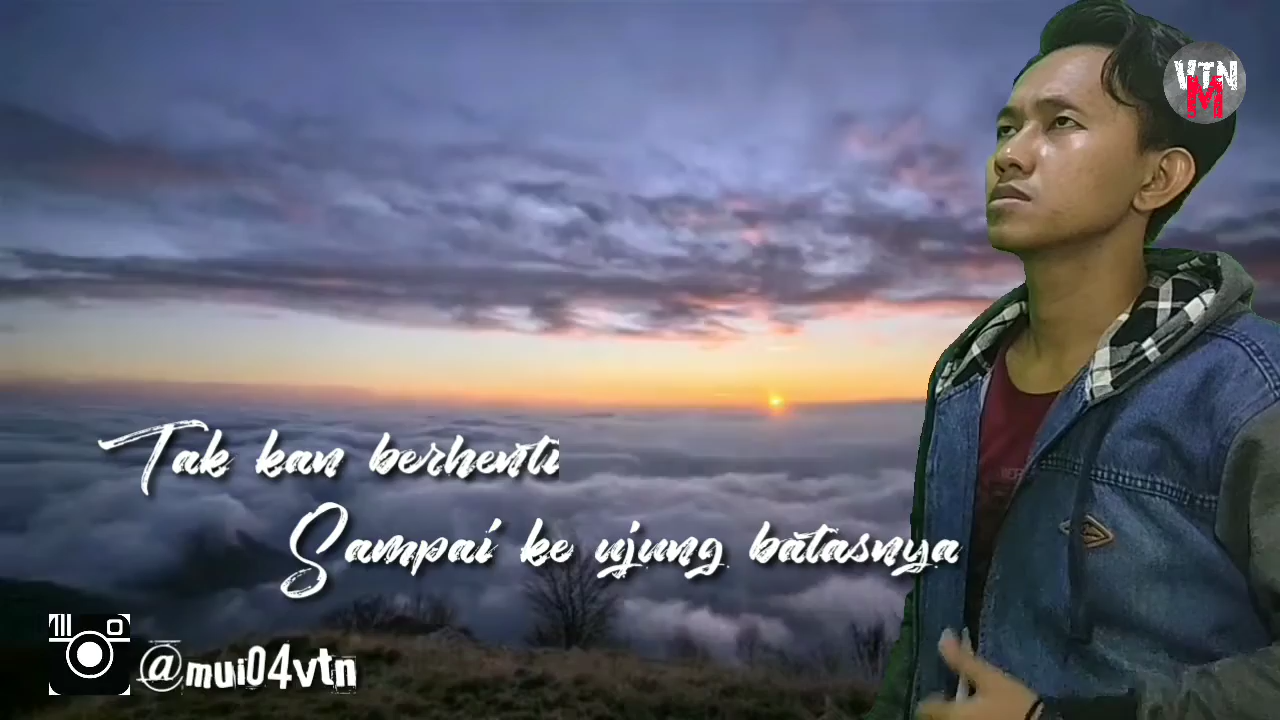 VTN
M
Tak kan berhenti
Sampai ke ujung batasnya
@mui04vtn